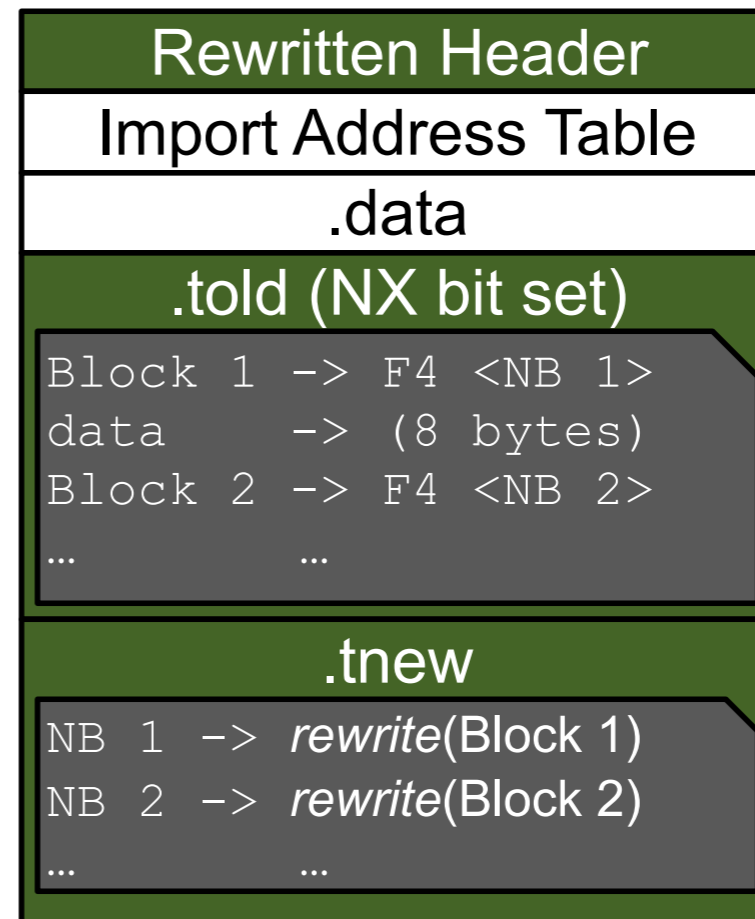 Rewritten Header
Import Address Table
.data
.told (NX bit set)
Block 1 -> F4 <NB 1>
data -> (8 bytes)
Block 2 -> F4 <NB 2>
… …
.tnew
NB 1 -> rewrite(Block 1)
NB 2 -> rewrite(Block 2)
… …